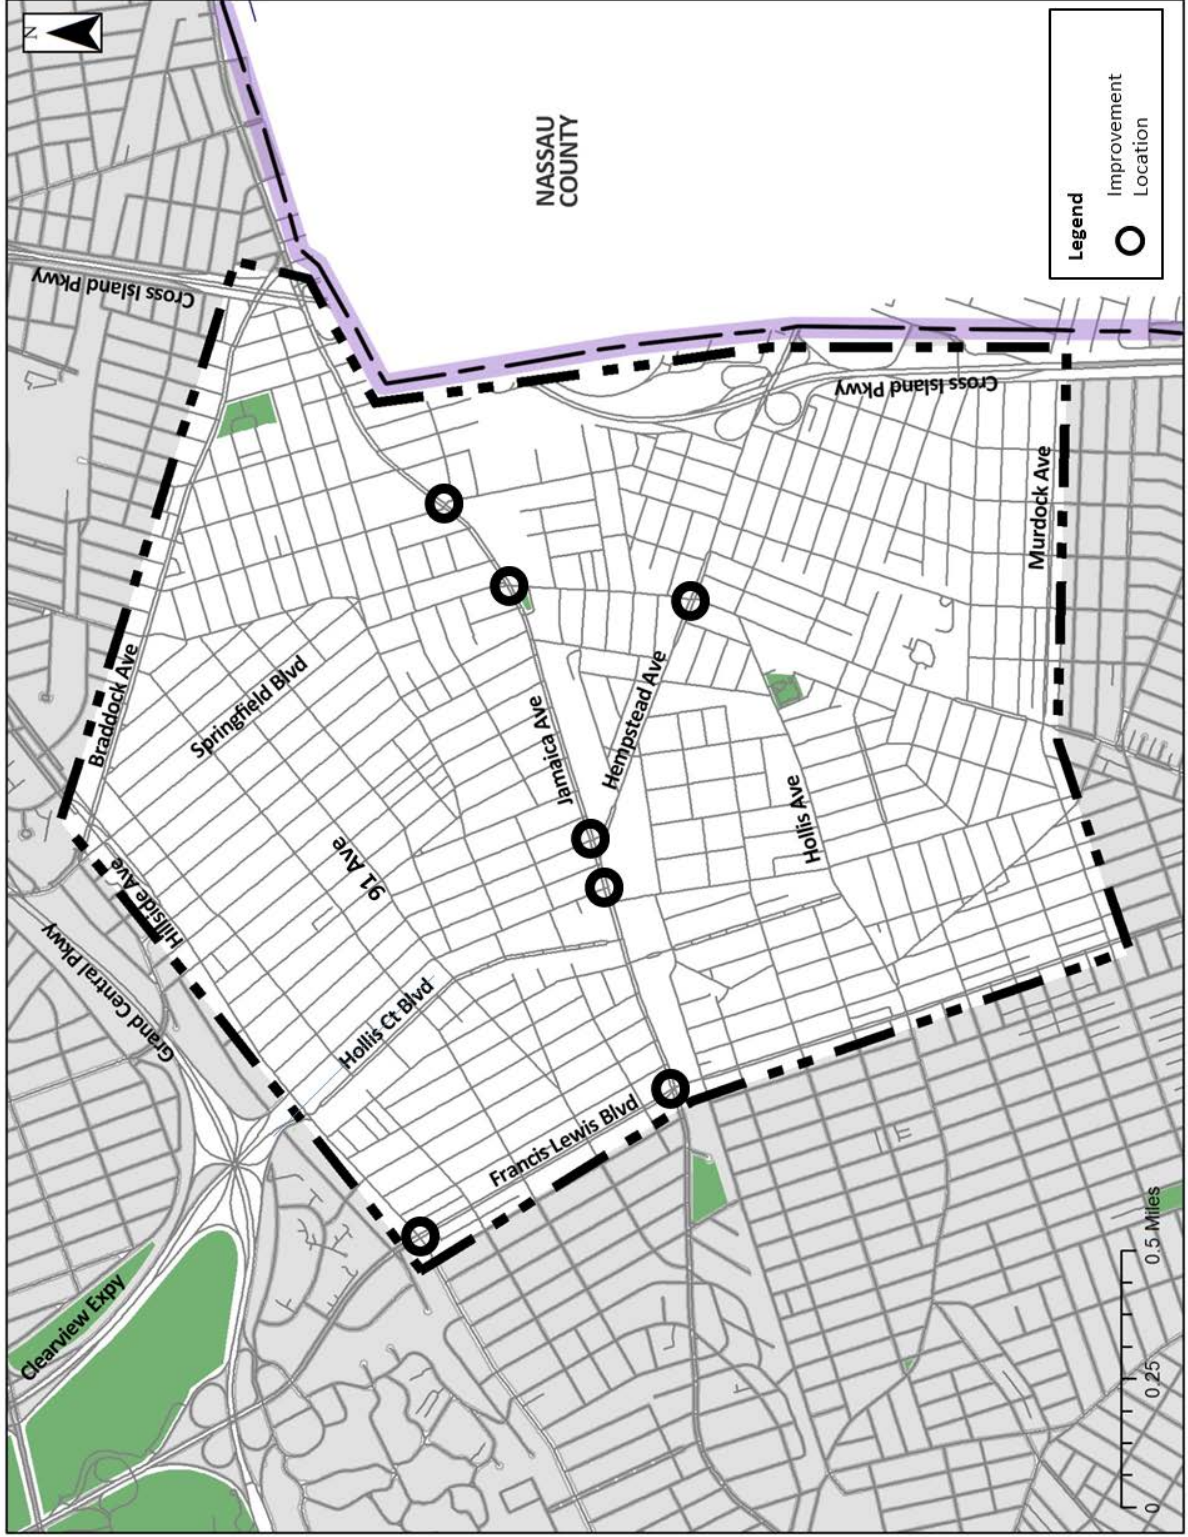 N
Cross Island Pkwy
NASSAU
COUNTY
Braddock Ave
Springfield Blvd
Hillside Ave
Grand Central Pkwy
91 Ave
Jamaica Ave
Hempstead Ave
Cross Island Pkwy
Murdock Ave
Hollis Ct Blvd
Hollis Ave
Francis Lewis Blvd
Clearview Expy
Legend
Improvement
Location
0 0.25 0.5 Miles